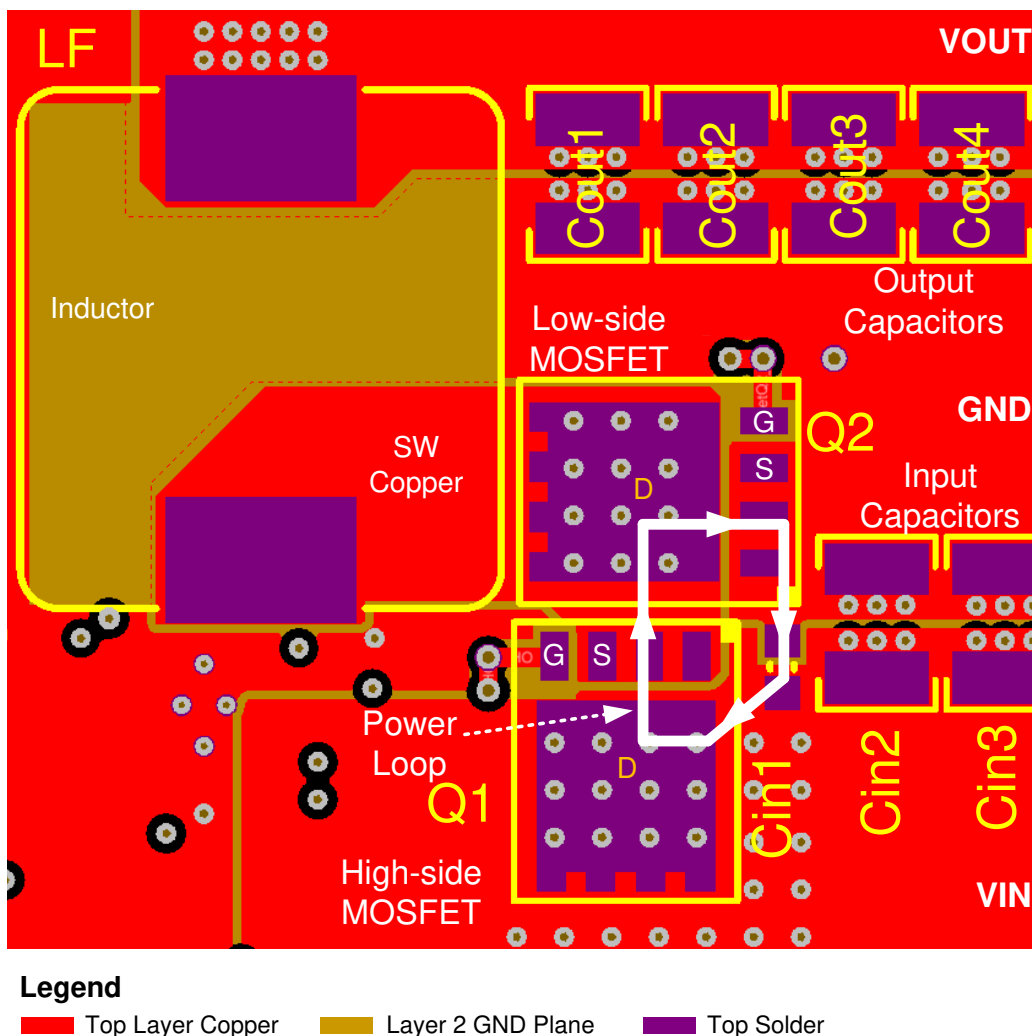 LF
VOUT
Cout1
Cout2
Cout3
Cout4
Inductor
Output
Capacitors
Low-side
MOSFET
GND
G
Q2
S
SW
Copper
D
Input
Capacitors
HO
G
S
Power
Loop
D
Q1
Cin1
Cin2
Cin3
High-side
MOSFET
VIN
Legend
Top Layer Copper
Layer 2 GND Plane
Top Solder